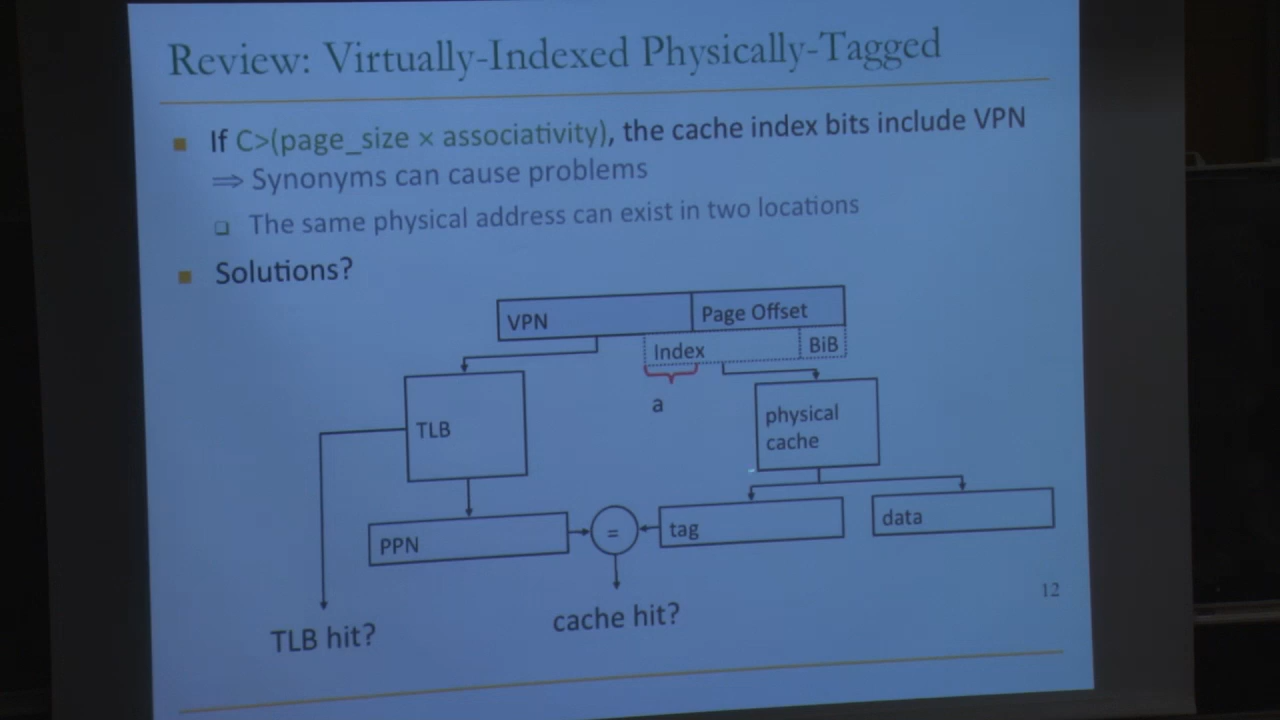 Review: Virtually-Indexed Physically-Tagged
If C>(page_size × associativity), the cache index bits include VPN
⇒ Synonyms can cause problems
The same physical address can exist in two locations
Solutions?
VPN
Page Offset
Index
BiB
a
TLB
physical
cache
PPN
=
tag
data
TLB hit?
cache hit?
12